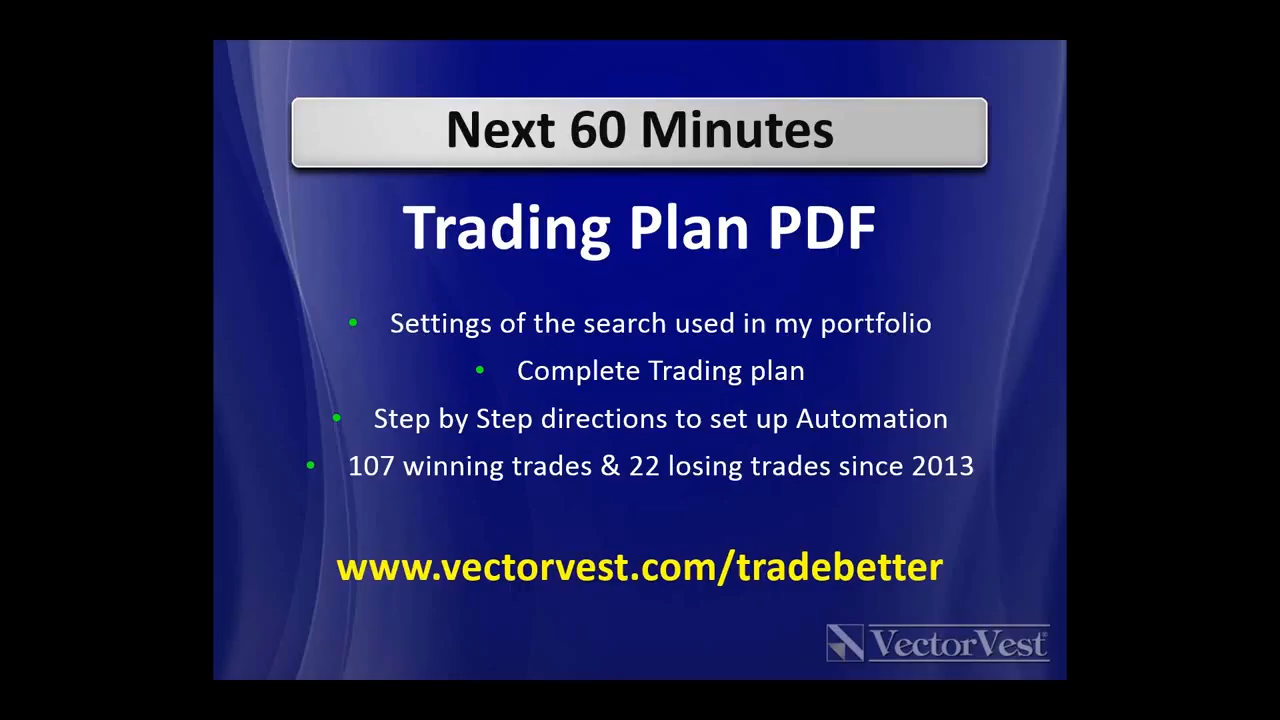 Next 60 Minutes
Trading Plan PDF
• Settings of the search used in my portfolio
• Complete Trading plan
• Step by Step directions to set up Automation
• 107 winning trades & 22 losing trades since 2013
www.vectorvest.com/tradebetter
VectorVest®